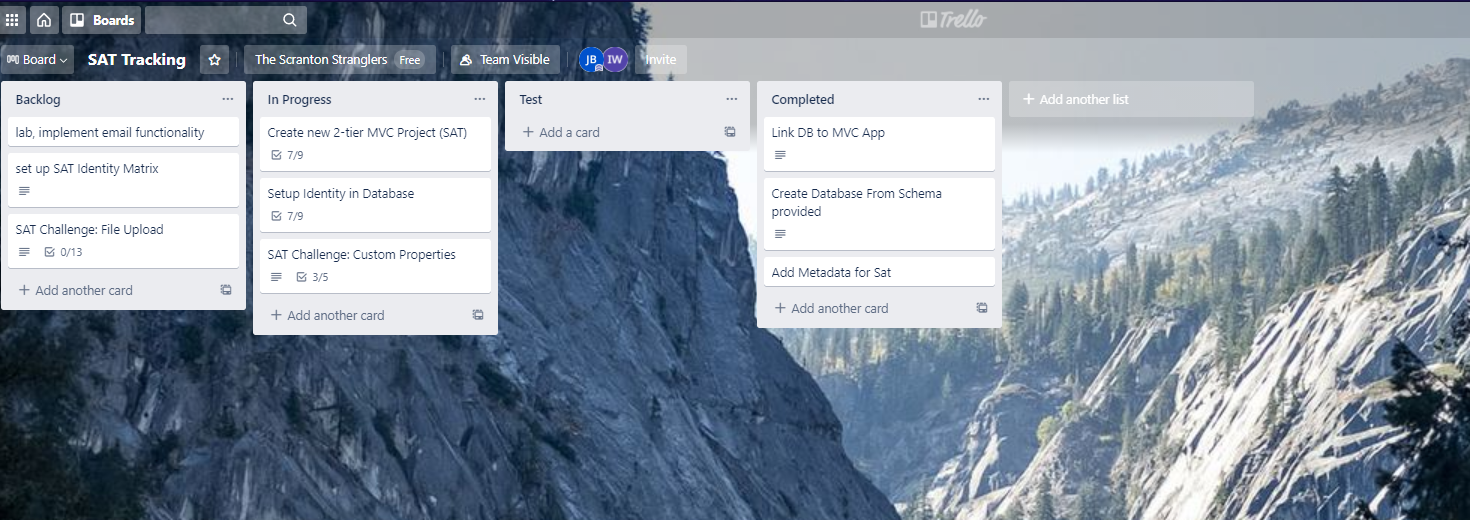 Boards
Trello
Board
SAT Tracking
The Scranton Stranglers
Free
Team Visible
JB
IW
Invite
Backlog
lab, implement email functionality
set up SAT Identity Matrix
SAT Challenge: File Upload
0/13
+ Add another card
In Progress
Create new 2-tier MVC Project (SAT)
7/9
Setup Identity in Database
7/9
SAT Challenge: Custom Properties
3/5
+ Add another card
Test
+ Add a card
Completed
Link DB to MVC App
Create Database From Schema
provided
Add Metadata for Sat
+ Add another card
+ Add another list